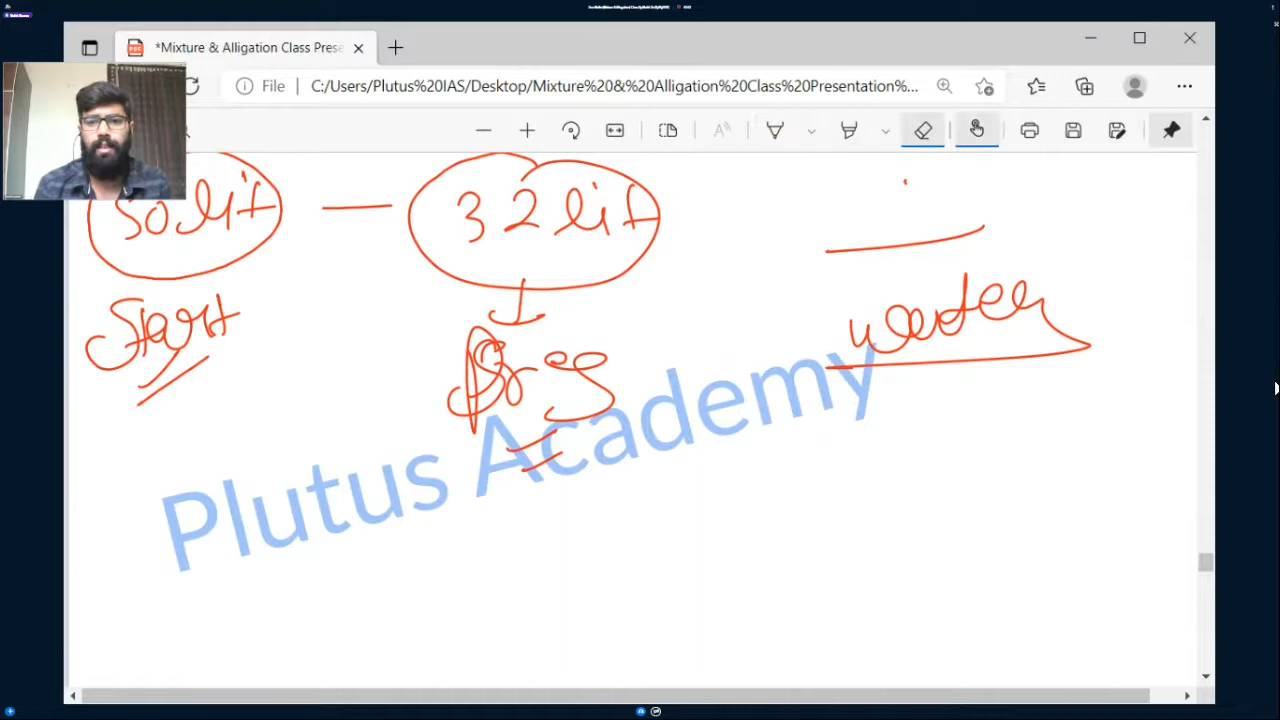 *Mixture & Alligation Class Prese
File C:/Users/Plutus%20IAS/Desktop/Mixture%20&%20Alligation%20Class%20Presentation%...
50 lit — 32 lit
Start
water
Plutus Academy